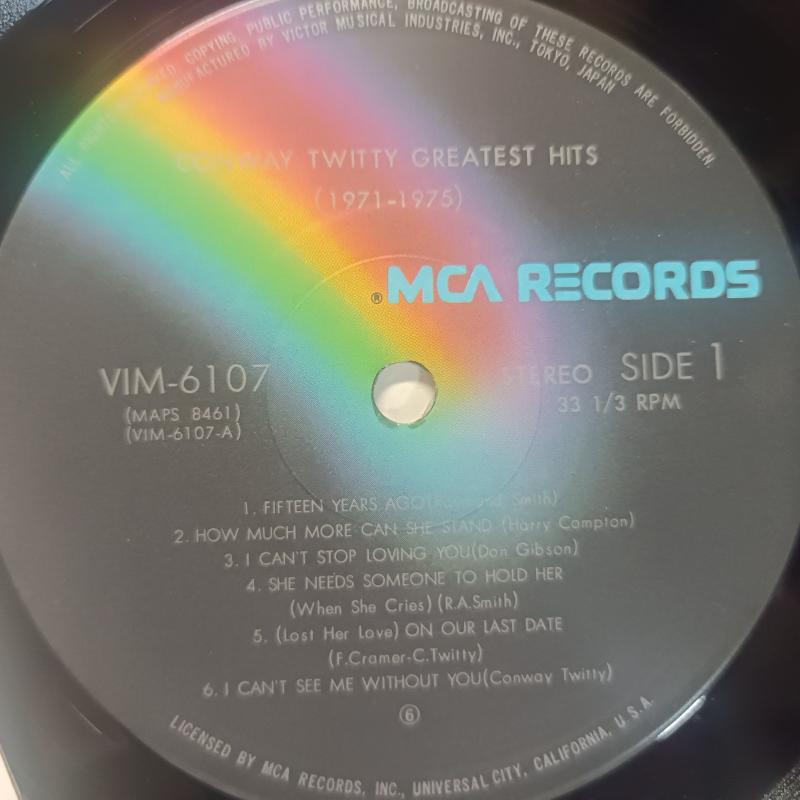 ALL RIGHTS RESERVED. COPYING, PUBLIC PERFORMANCE, BROADCASTING OF THESE RECORDS ARE FORBIDDEN.
MANUFACTURED BY VICTOR MUSICAL INDUSTRIES, INC., TOKYO, JAPAN
CONWAY TWITTY GREATEST HITS
(1971-1975)
® MCA RECORDS
VIM-6107
(MAPS 8461)
(VIM-6107-A)
STEREO SIDE 1
33 1/3 RPM
1. FIFTEEN YEARS AGO(Raymond Smith)
2. HOW MUCH MORE CAN SHE STAND (Harry Compton)
3. I CAN'T STOP LOVING YOU(Don Gibson)
4. SHE NEEDS SOMEONE TO HOLD HER
(When She Cries) (R.A.Smith)
5. (Lost Her Love) ON OUR LAST DATE
(F.Cramer-C.Twitty)
6. I CAN'T SEE ME WITHOUT YOU(Conway Twitty)
⑥
LICENSED BY MCA RECORDS, INC., UNIVERSAL CITY, CALIFORNIA, U.S.A.